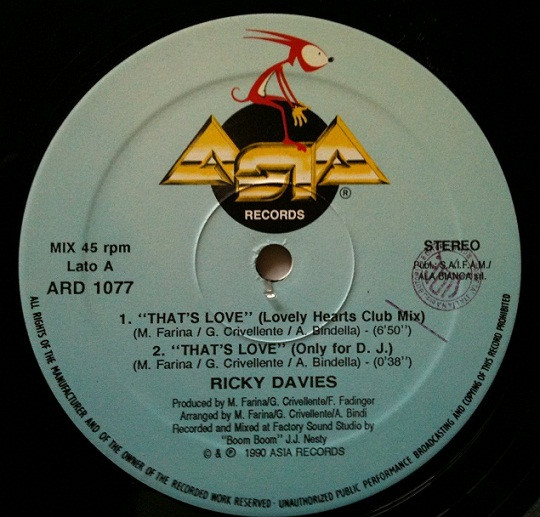 ASIA
®
RECORDS
MIX 45 rpm
Lato A
ARD 1077
STEREO
Publ. S.A.I.F.A.M./
ALA BIANCA srl.
1. "THAT'S LOVE" (Lovely Hearts Club Mix)
(M. Farina/G. Crivellente/A. Bindella) - (6'50")
2. "THAT'S LOVE" (Only for D. J.)
(M. Farina/G. Crivellente/A. Bindella) - (0'38")
RICKY DAVIES
Produced by M. Farina/G. Crivellente/F. Fadinger
Arranged by M. Farina/G. Crivellente/A. Bindi
Recorded and Mixed at Factory Sound Studio by
"Boom Boom" J.J. Nesty
© & ℗ 1990 ASIA RECORDS
ALL RIGHTS OF THE MANUFACTURER AND OF THE OWNER OF THE RECORDED WORK RESERVED - UNAUTHORIZED PUBLIC PERFORMANCE BROADCASTING AND COPYING OF THIS RECORD PROHIBITED